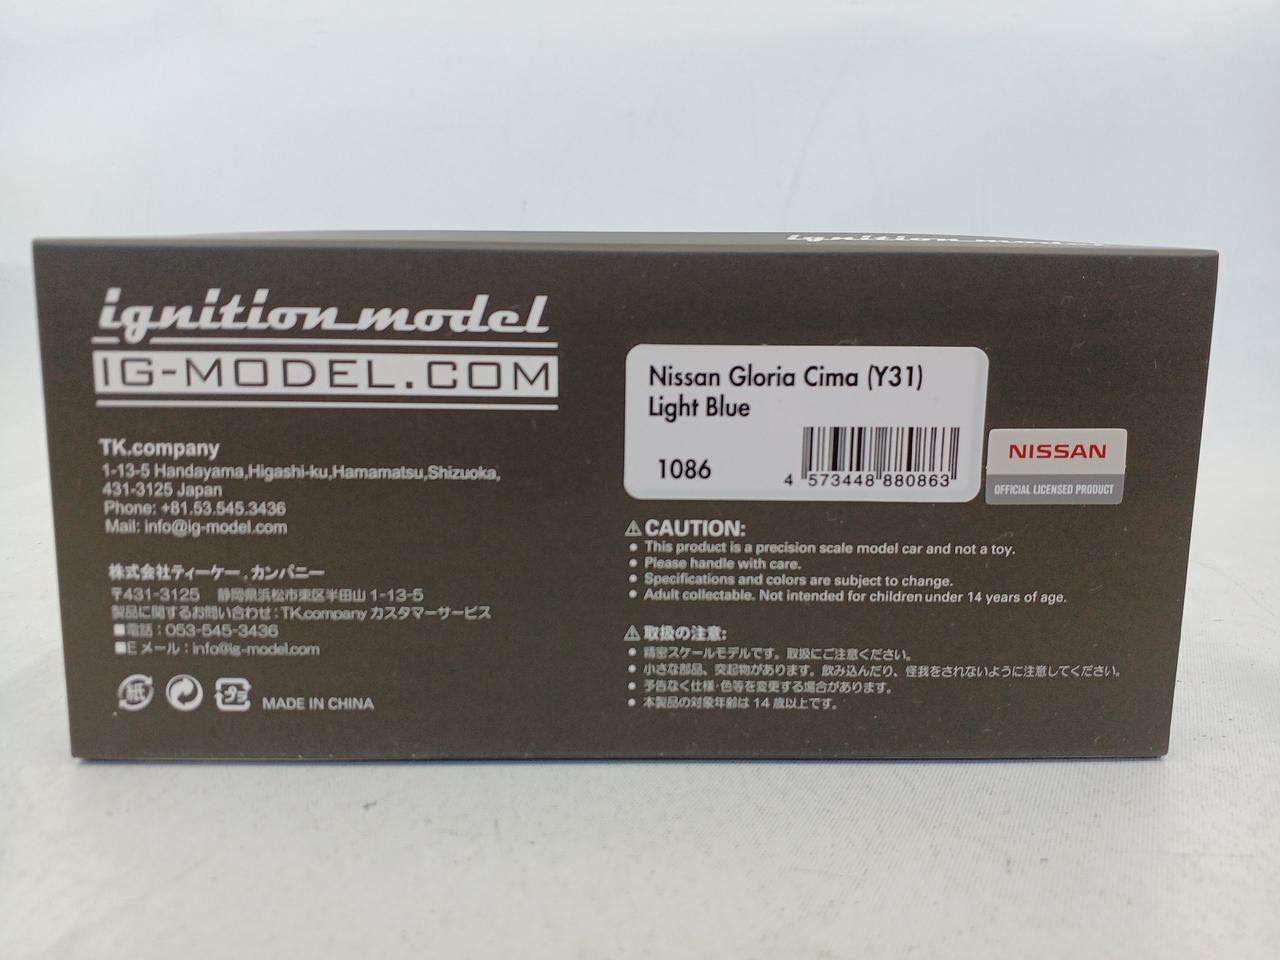 ignition model
IG-MODEL.COM
TK.company
1-13-5 Handayama,Higashi-ku,Hamamatsu,Shizuoka,
431-3125 Japan
Phone: +81.53.545.3436
Mail: info@ig-model.com
株式会社ティーケー.カンパニー
〒431-3125 静岡県浜松市東区半田山1-13-5
製品に関するお問い合わせ:TK.company カスタマーサービス
■電話:053-545-3436
■Eメール:info@ig-model.com
紙 プラ MADE IN CHINA
ignition model
Nissan Gloria Cima (Y31)
Light Blue
1086
4 573448 880863
NISSAN
OFFICIAL LICENSED PRODUCT
⚠CAUTION:
● This product is a precision scale model car and not a toy.
● Please handle with care.
● Specifications and colors are subject to change.
● Adult collectable. Not intended for children under 14 years of age.
⚠取扱の注意:
● 精密スケールモデルです。取扱にご注意ください。
● 小さな部品、突起物があります。飲み込んだり、怪我をされないように注意してください。
● 予告なく仕様・色等を変更する場合があります。
● 本製品の対象年齢は14歳以上です。